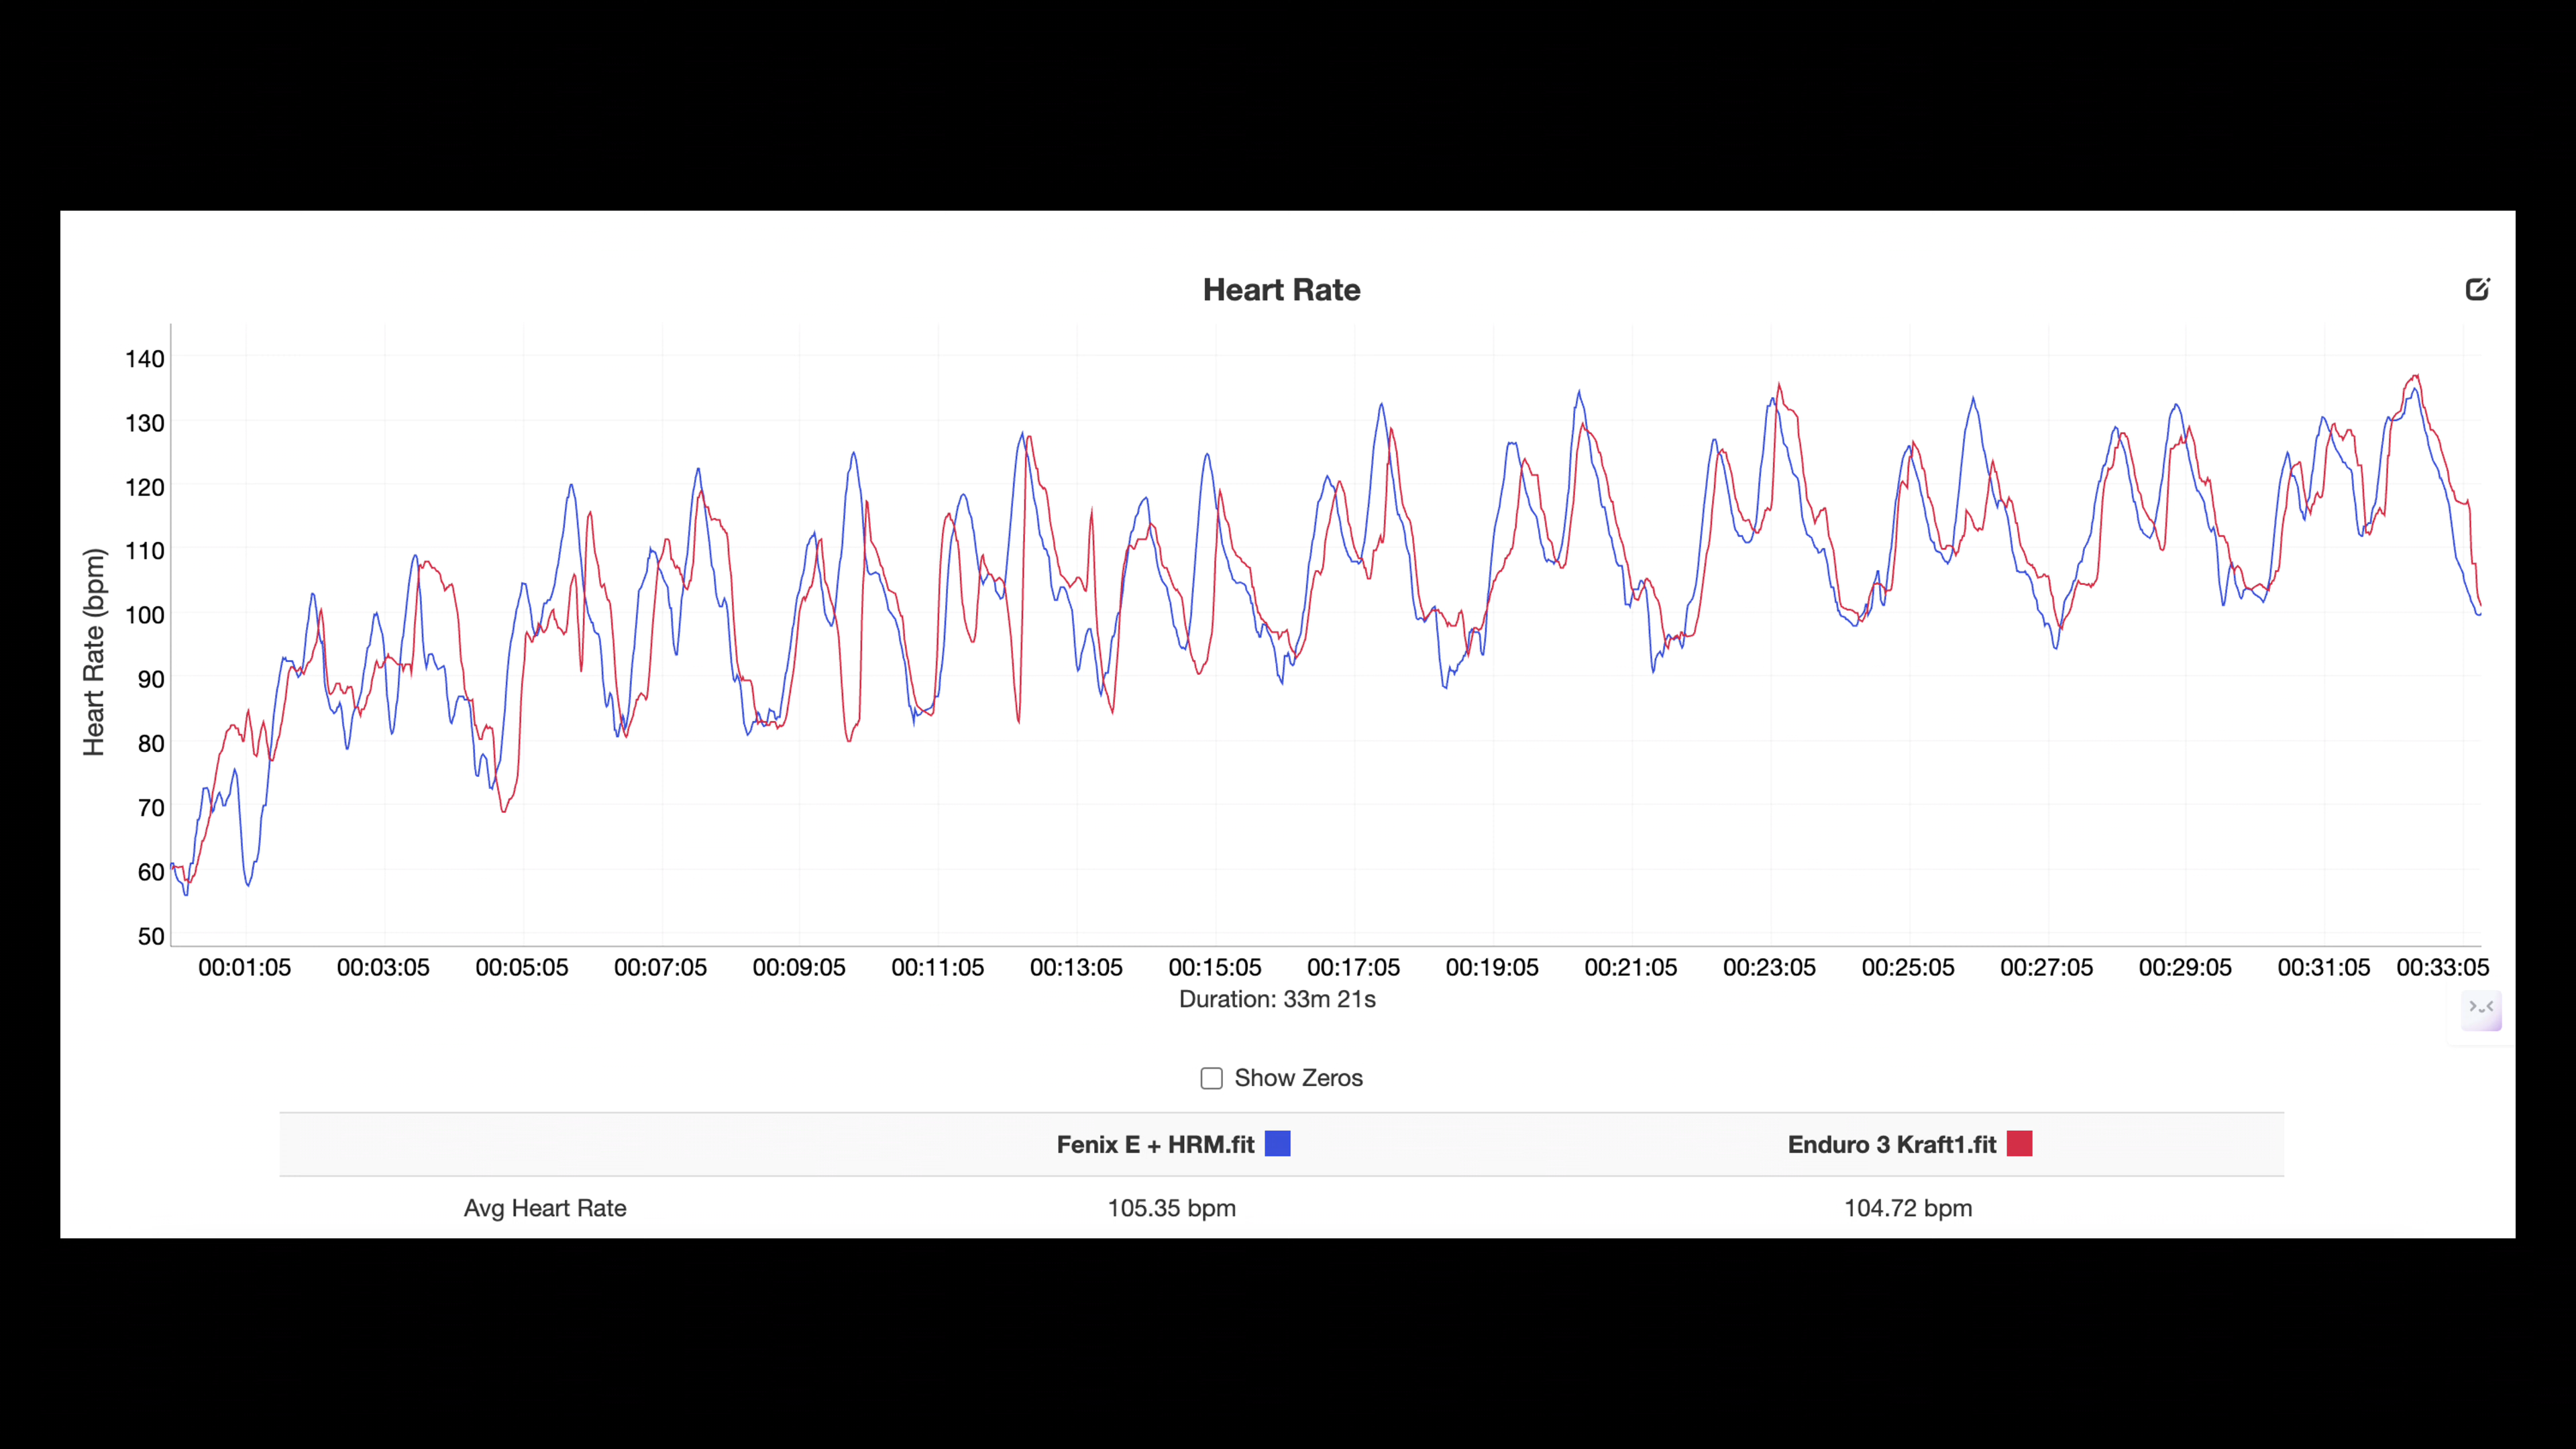 Heart Rate
Heart Rate (bpm)
140
130
120
110
100
90
80
70
60
50
00:01:05 00:03:05 00:05:05 00:07:05 00:09:05 00:11:05 00:13:05 00:15:05 00:17:05 00:19:05 00:21:05 00:23:05 00:25:05 00:27:05 00:29:05 00:31:05 00:33:05
Duration: 33m 21s
Show Zeros
Fenix E + HRM.fit Enduro 3 Kraft1.fit
Avg Heart Rate 105.35 bpm 104.72 bpm